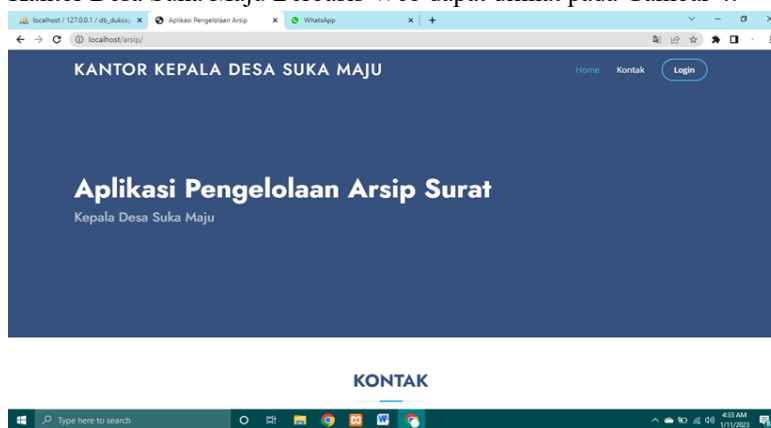 Kantor Desa Suka Maju Berbasis Web dapat dilihat pada Gambar 4.
localhost / 127.0.0.1 / db_dukcap Aplikasi Pengelolaan Arsip WhatsApp
localhost/arsip/
KANTOR KEPALA DESA SUKA MAJU Home Kontak Login
Aplikasi Pengelolaan Arsip Surat
Kepala Desa Suka Maju
KONTAK
Type here to search 4:33 AM
1/11/2023